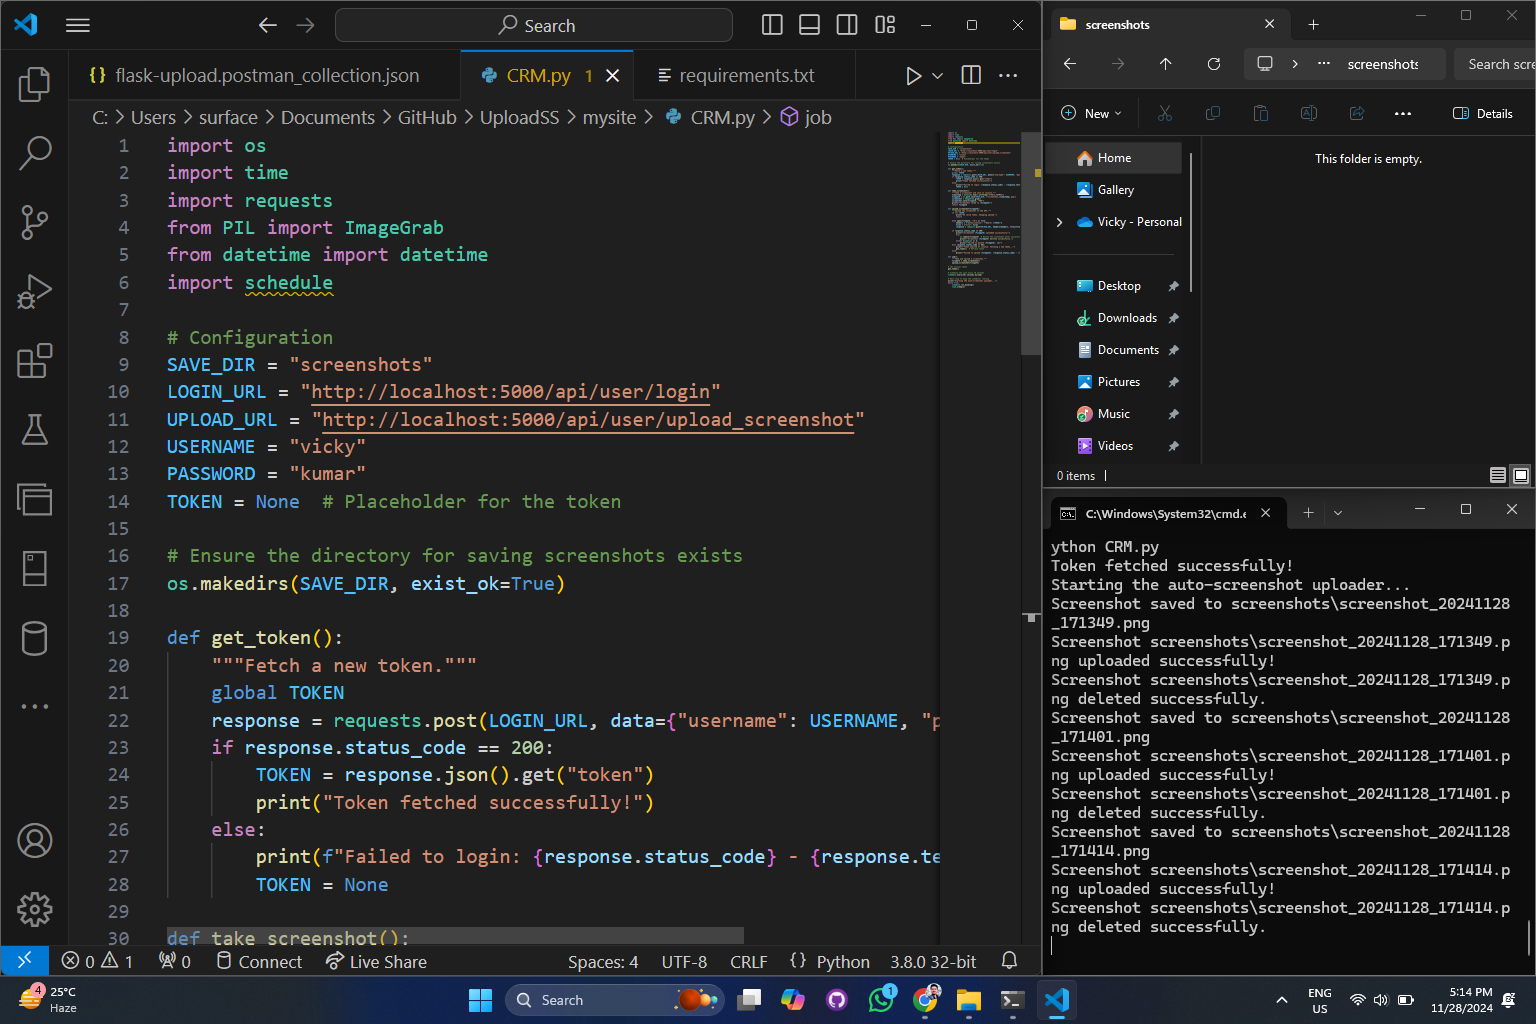 Search
flask-upload.postman_collection.json
CRM.py 1
requirements.txt
C: > Users > surface > Documents > GitHub > UploadSS > mysite > CRM.py > job
1 import os
2 import time
3 import requests
4 from PIL import ImageGrab
5 from datetime import datetime
6 import schedule
7
8 # Configuration
9 SAVE_DIR = "screenshots"
10 LOGIN_URL = "http://localhost:5000/api/user/login"
11 UPLOAD_URL = "http://localhost:5000/api/user/upload_screenshot"
12 USERNAME = "vicky"
13 PASSWORD = "kumar"
14 TOKEN = None  # Placeholder for the token
15
16 # Ensure the directory for saving screenshots exists
17 os.makedirs(SAVE_DIR, exist_ok=True)
18
19 def get_token():
20     """Fetch a new token."""
21     global TOKEN
22     response = requests.post(LOGIN_URL, data={"username": USERNAME, "p
23     if response.status_code == 200:
24         TOKEN = response.json().get("token")
25         print("Token fetched successfully!")
26     else:
27         print(f"Failed to login: {response.status_code} - {response.te
28         TOKEN = None
29
30 def take_screenshot():
0 1 0 Connect Live Share Spaces: 4 UTF-8 CRLF {} Python 3.8.0 32-bit
screenshots
screenshots
Search scre
New
Details
Home
Gallery
Vicky - Personal
Desktop
Downloads
Documents
Pictures
Music
Videos
This folder is empty.
0 items
C:\Windows\System32\cmd.e
ython CRM.py
Token fetched successfully!
Starting the auto-screenshot uploader...
Screenshot saved to screenshots\screenshot_20241128
_171349.png
Screenshot screenshots\screenshot_20241128_171349.p
ng uploaded successfully!
Screenshot screenshots\screenshot_20241128_171349.p
ng deleted successfully.
Screenshot saved to screenshots\screenshot_20241128
_171401.png
Screenshot screenshots\screenshot_20241128_171401.p
ng uploaded successfully!
Screenshot screenshots\screenshot_20241128_171401.p
ng deleted successfully.
Screenshot saved to screenshots\screenshot_20241128
_171414.png
Screenshot screenshots\screenshot_20241128_171414.p
ng uploaded successfully!
Screenshot screenshots\screenshot_20241128_171414.p
ng deleted successfully.
4
25°C
Haze
Search
1
ENG
US
5:14 PM
11/28/2024